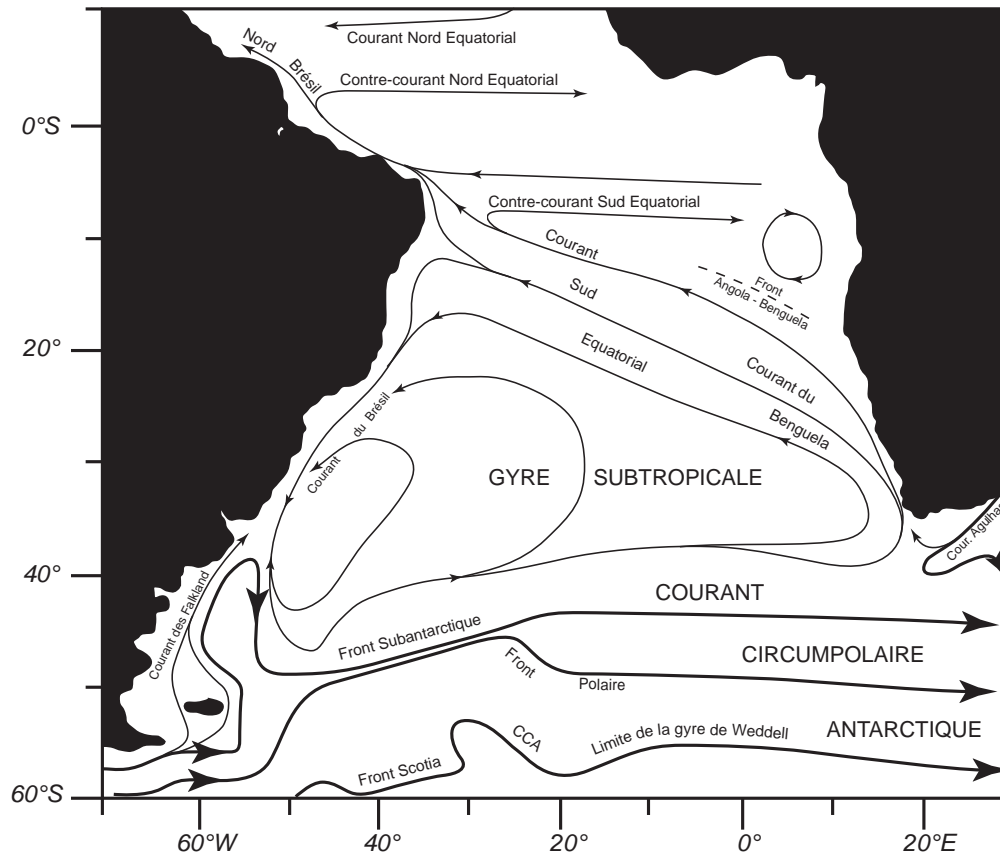 Courant Nord Equatorial
Nord Brésil
Contre-courant Nord Equatorial
0°S
Contre-courant Sud Equatorial
Courant
Sud
Equatorial
Front
Angola - Benguela
20°
Courant du
Benguela
Courant
du Brésil
GYRE SUBTROPICALE
Cour. Agulhas
40°
Courant des Falkland
COURANT
Front Subantarctique
CIRCUMPOLAIRE
Front
Polaire
ANTARCTIQUE
CCA
Limite de la gyre de Weddell
Front Scotia
60°S
60°W
40°
20°
0°
20°E